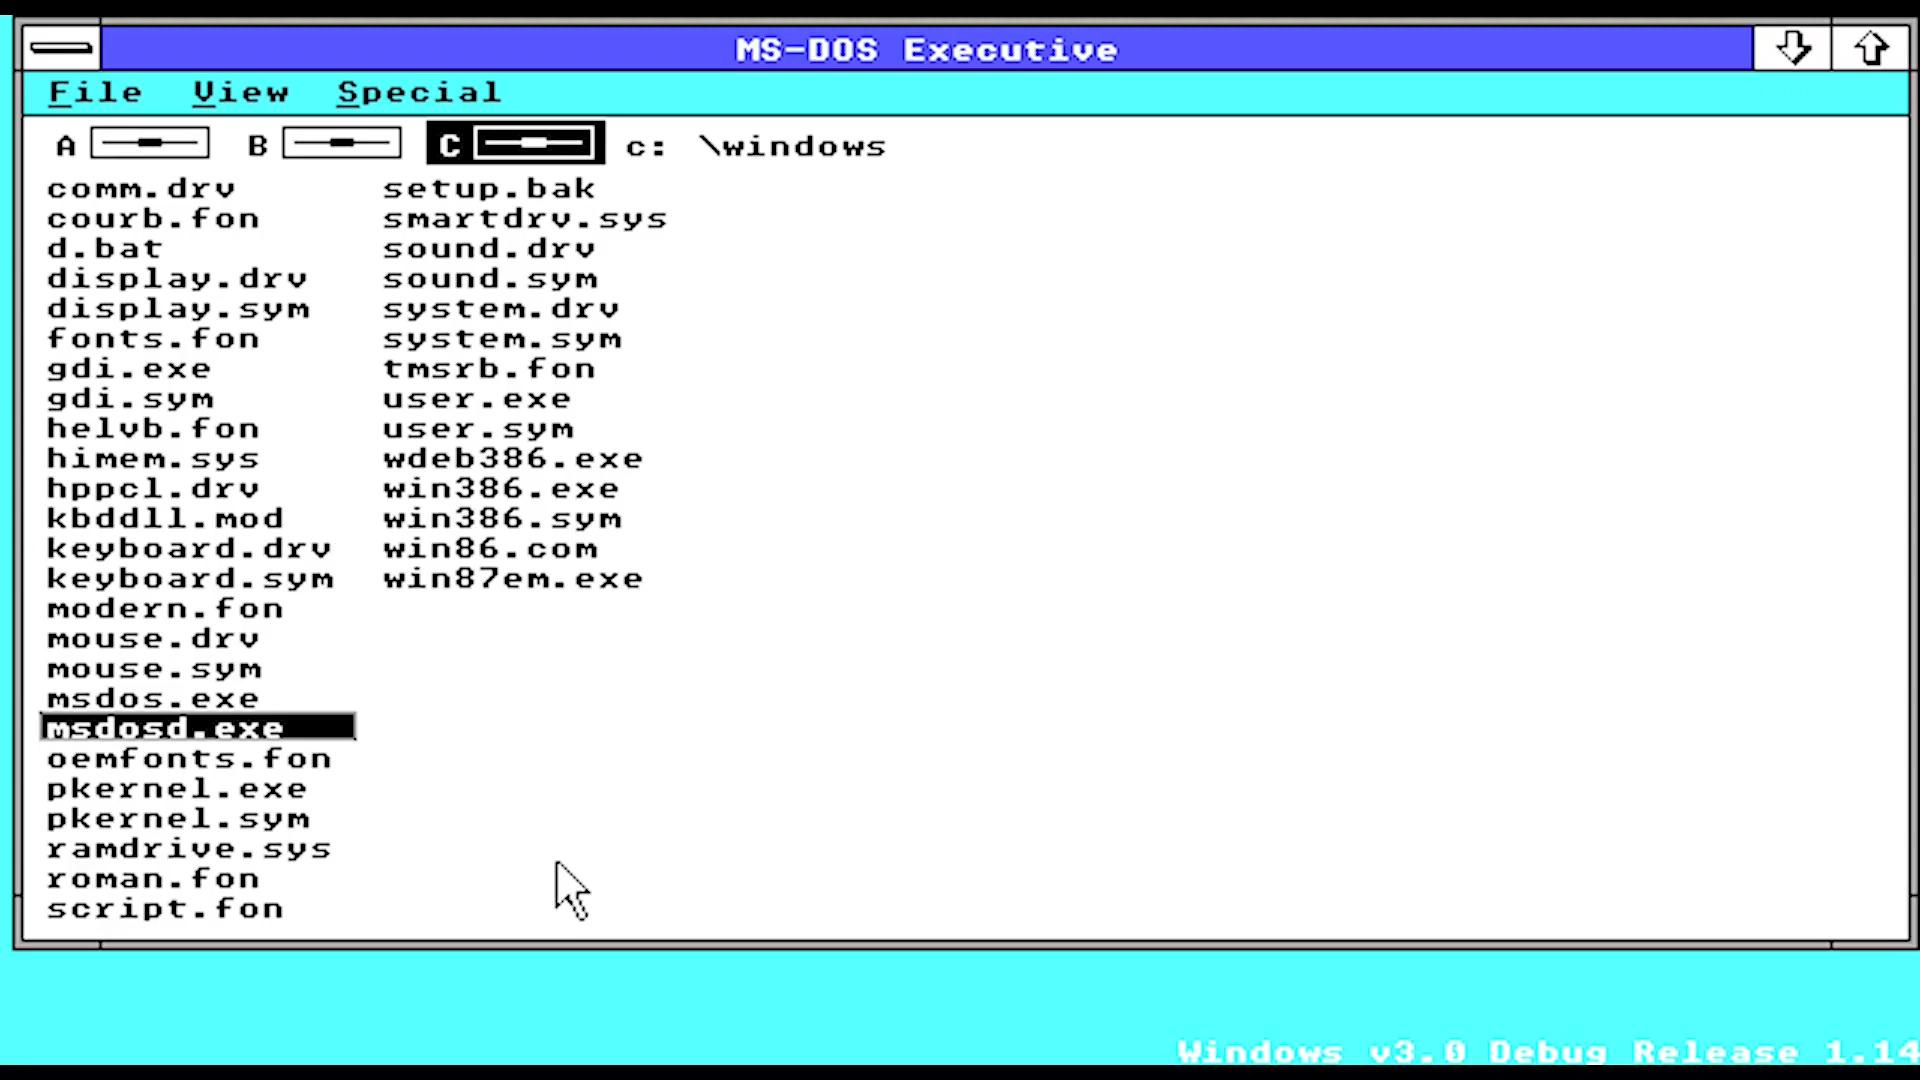 MS-DOS Executive
File View Special
A B C c: \windows
comm.drv setup.bak
courb.fon smartdrv.sys
d.bat sound.drv
display.drv sound.sym
display.sym system.drv
fonts.fon system.sym
gdi.exe tmsrb.fon
gdi.sym user.exe
helvb.fon user.sym
himem.sys wdeb386.exe
hppcl.drv win386.exe
kbddll.mod win386.sym
keyboard.drv win86.com
keyboard.sym win87em.exe
modern.fon
mouse.drv
mouse.sym
msdos.exe
msdosd.exe
oemfonts.fon
pkernel.exe
pkernel.sym
ramdrive.sys
roman.fon
script.fon
Windows v3.0 Debug Release 1.14